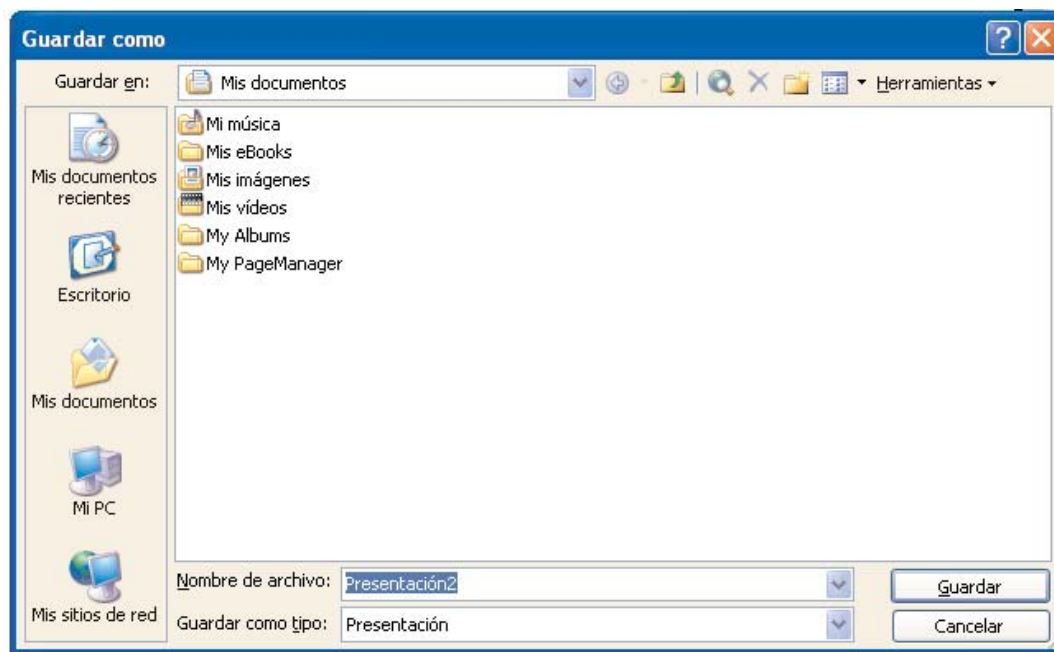 Guardar como
Guardar en: Mis documentos Herramientas
Mi música
Mis eBooks
Mis imágenes
Mis vídeos
My Albums
My PageManager
Mis documentos
recientes
Escritorio
Mis documentos
Mi PC
Mis sitios de red
Nombre de archivo: Presentación2 Guardar
Guardar como tipo: Presentación Cancelar